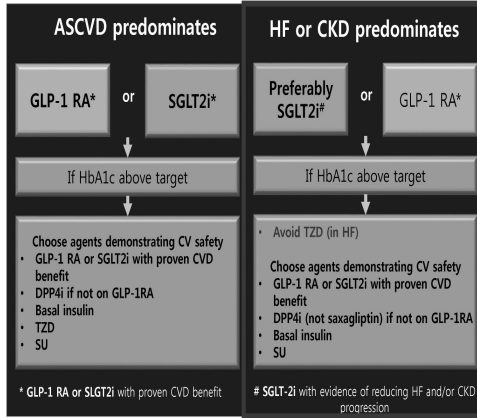 ASCVD predominates
GLP-1 RA*
or
SGLT2i*
If HbA1c above target
Choose agents demonstrating CV safety
• GLP-1 RA or SGLT2i with proven CVD
benefit
• DPP4i if not on GLP-1RA
• Basal insulin
• TZD
• SU
* GLP-1 RA or SLGT2i with proven CVD benefit
HF or CKD predominates
Preferably
SGLT2i#
or
GLP-1 RA*
If HbA1c above target
• Avoid TZD (in HF)
Choose agents demonstrating CV safety
• GLP-1 RA or SGLT2i with proven CVD
benefit
• DPP4i (not saxagliptin) if not on GLP-1RA
• Basal insulin
• SU
# SGLT-2i with evidence of reducing HF and/or CKD
progression